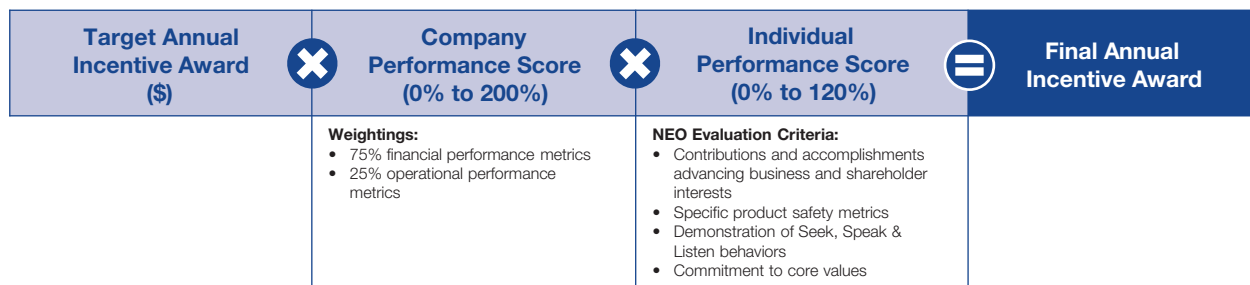 Target Annual
Incentive Award
($)
Company
Performance Score
(0% to 200%)
Individual
Performance Score
(0% to 120%)
Final Annual
Incentive Award
Weightings:
• 75% financial performance metrics
• 25% operational performance
metrics
NEO Evaluation Criteria:
• Contributions and accomplishments
advancing business and shareholder
interests
• Specific product safety metrics
• Demonstration of Seek, Speak &
Listen behaviors
• Commitment to core values